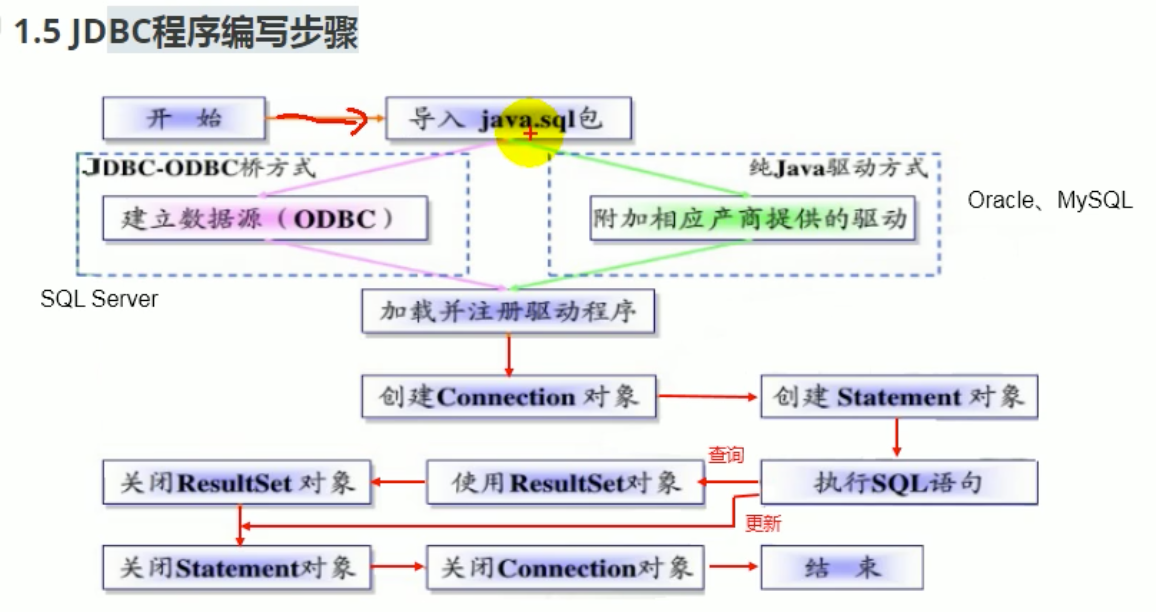 1.5 JDBC程序编写步骤
开 始
导入 java.sql包
JDBC-ODBC桥方式
纯Java驱动方式
建立数据源（ODBC）
附加相应产商提供的驱动
Oracle、MySQL
SQL Server
加载并注册驱动程序
创建Connection 对象
创建 Statement 对象
查询
关闭ResultSet 对象
使用ResultSet对象
执行SQL语句
更新
关闭Statement对象
关闭Connection对象
结 束